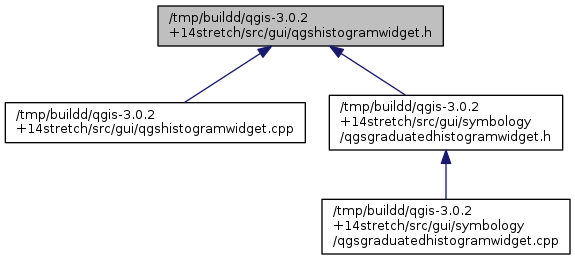 /tmp/buildd/qgis-3.0.2
+14stretch/src/gui/qgshistogramwidget.h
/tmp/buildd/qgis-3.0.2
+14stretch/src/gui/qgshistogramwidget.cpp
/tmp/buildd/qgis-3.0.2
+14stretch/src/gui/symbology
/qgsgraduatedhistogramwidget.h
/tmp/buildd/qgis-3.0.2
+14stretch/src/gui/symbology
/qgsgraduatedhistogramwidget.cpp